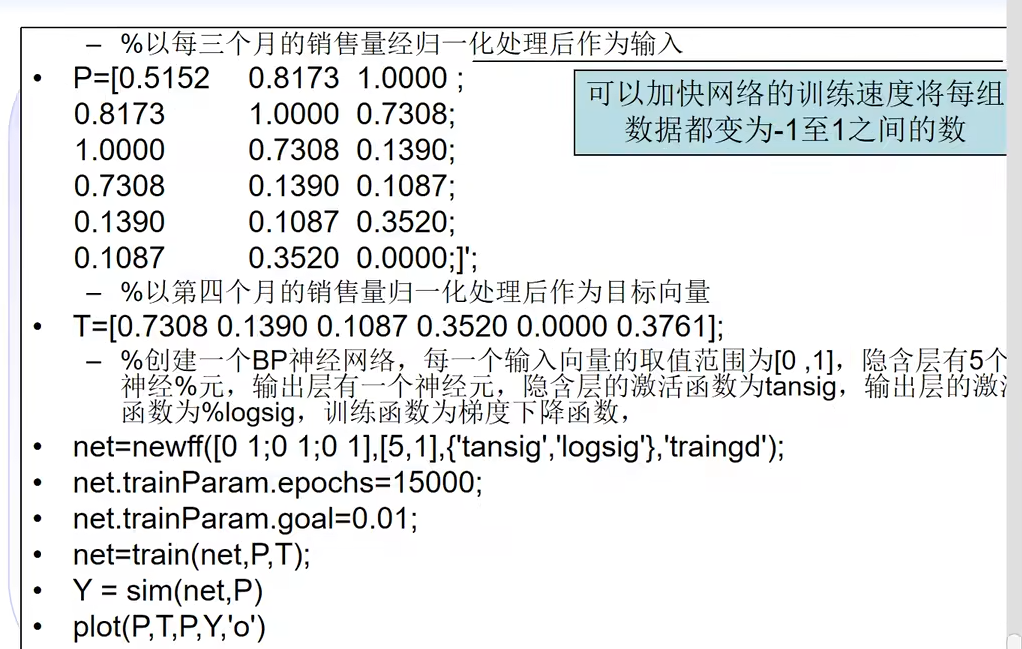 – %以每三个月的销售量经归一化处理后作为输入
• P=[0.5152 0.8173 1.0000 ;
可以加快网络的训练速度将每组
数据都变为-1至1之间的数
0.8173 1.0000 0.7308;
1.0000 0.7308 0.1390;
0.7308 0.1390 0.1087;
0.1390 0.1087 0.3520;
0.1087 0.3520 0.0000;]';
– %以第四个月的销售量归一化处理后作为目标向量
• T=[0.7308 0.1390 0.1087 0.3520 0.0000 0.3761];
– %创建一个BP神经网络，每一个输入向量的取值范围为[0 ,1]，隐含层有5个
神经%元，输出层有一个神经元，隐含层的激活函数为tansig，输出层的激活
函数为%logsig，训练函数为梯度下降函数，
• net=newff([0 1;0 1;0 1],[5,1],{'tansig','logsig'},'traingd');
• net.trainParam.epochs=15000;
• net.trainParam.goal=0.01;
• net=train(net,P,T);
• Y = sim(net,P)
• plot(P,T,P,Y,'o')